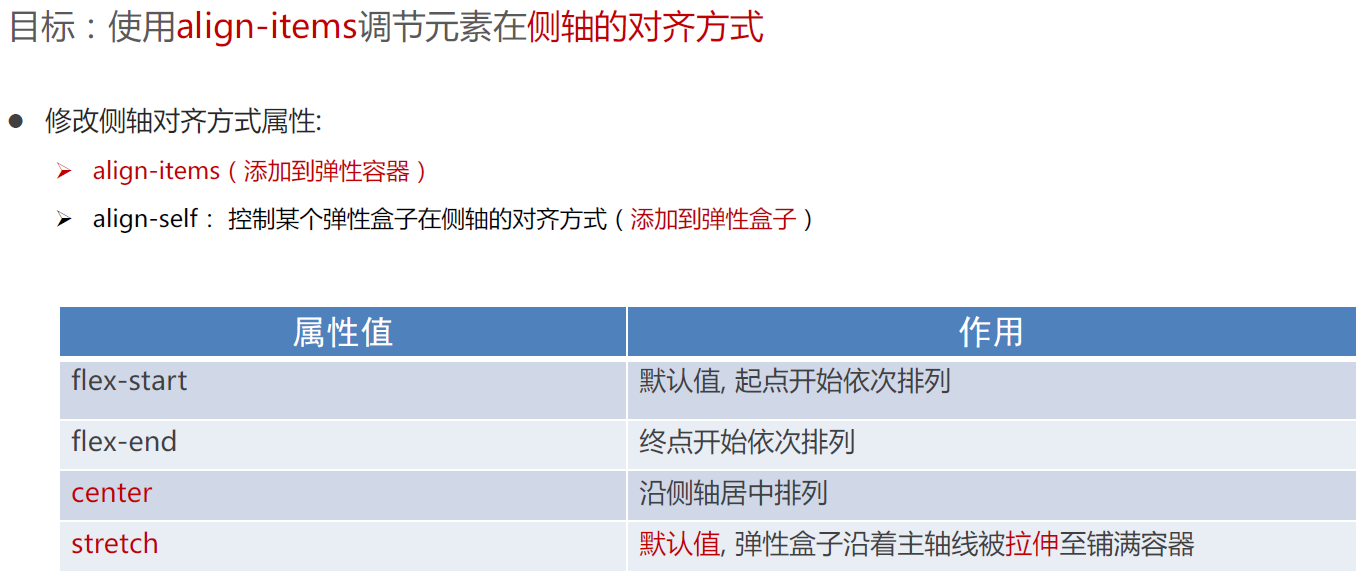 目标：使用align-items调节元素在侧轴的对齐方式
● 修改侧轴对齐方式属性:
➢ align-items（添加到弹性容器）
➢ align-self： 控制某个弹性盒子在侧轴的对齐方式（添加到弹性盒子）
属性值 作用
flex-start 默认值, 起点开始依次排列
flex-end 终点开始依次排列
center 沿侧轴居中排列
stretch 默认值, 弹性盒子沿着主轴线被拉伸至铺满容器